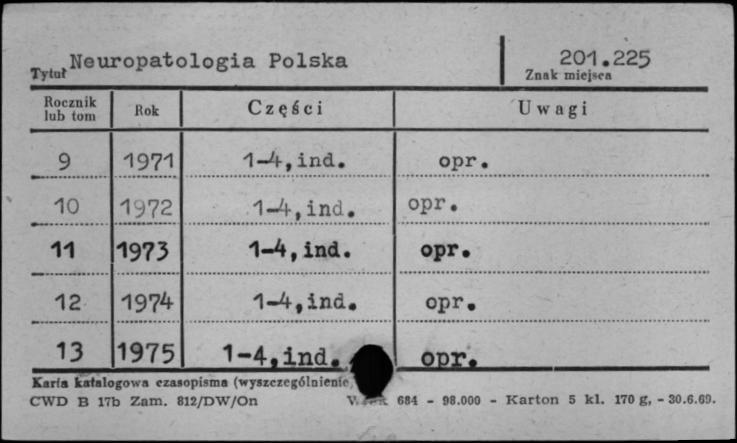 Tytuł Neuropatologia Polska 201.225
Znak miejsca
Rocznik lub tom Rok Części Uwagi
9 1971 1-4,ind. opr.
10 1972 1-4,ind. opr.
11 1973 1-4,ind. opr.
12 1974 1-4,ind. opr.
13 1975 1-4,ind. opr.
Karta katalogowa czasopisma (wyszczególnienie
CWD B 17b Zam. 812/DW/On 684 - 98.000 - Karton 5 kl. 170 g, - 30.6.69.